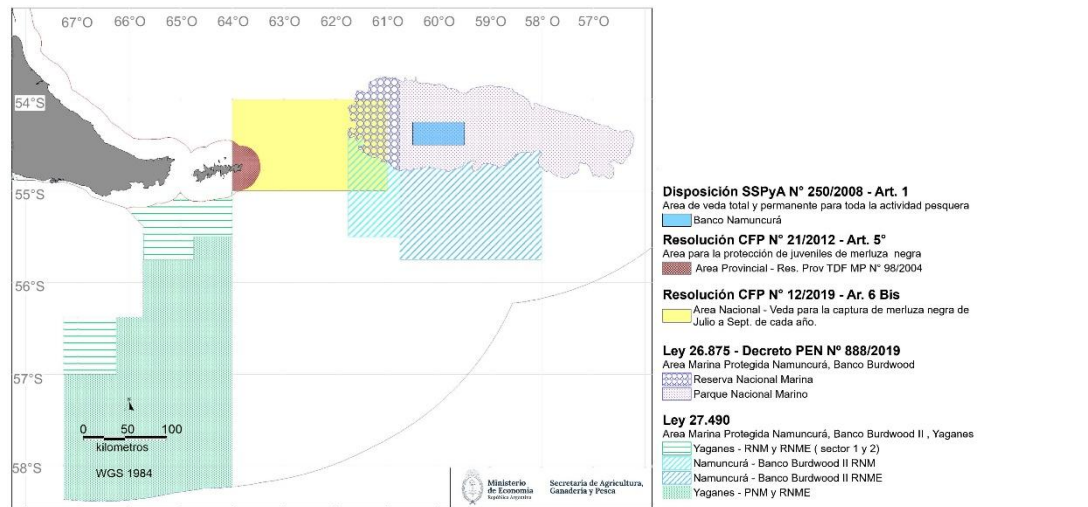 67°O 66°O 65°O 64°O 63°O 62°O 61°O 60°O 59°O 58°O 57°O
54°S
55°S
56°S
57°S
58°S
0 50 100
kilometros
WGS 1984
Ministerio
de Economía
República Argentina
Secretaría de Agricultura,
Ganadería y Pesca
Disposición SSPyA N° 250/2008 - Art. 1
Area de veda total y permanente para toda la actividad pesquera
Banco Namuncurá
Resolución CFP N° 21/2012 - Art. 5°
Area para la protección de juveniles de merluza negra
Area Provincial - Res. Prov TDF MP N° 98/2004
Resolución CFP N° 12/2019 - Ar. 6 Bis
Area Nacional - Veda para la captura de merluza negra de
Julio a Sept. de cada año.
Ley 26.875 - Decreto PEN Nº 888/2019
Area Marina Protegida Namuncurá, Banco Burdwood
Reserva Nacional Marina
Parque Nacional Marino
Ley 27.490
Area Marina Protegida Namuncurá, Banco Burdwood II , Yaganes
Yaganes - RNM y RNME ( sector 1 y 2)
Namuncurá - Banco Burdwood II RNM
Namuncurá - Banco Burdwood II RNME
Yaganes - PNM y RNME